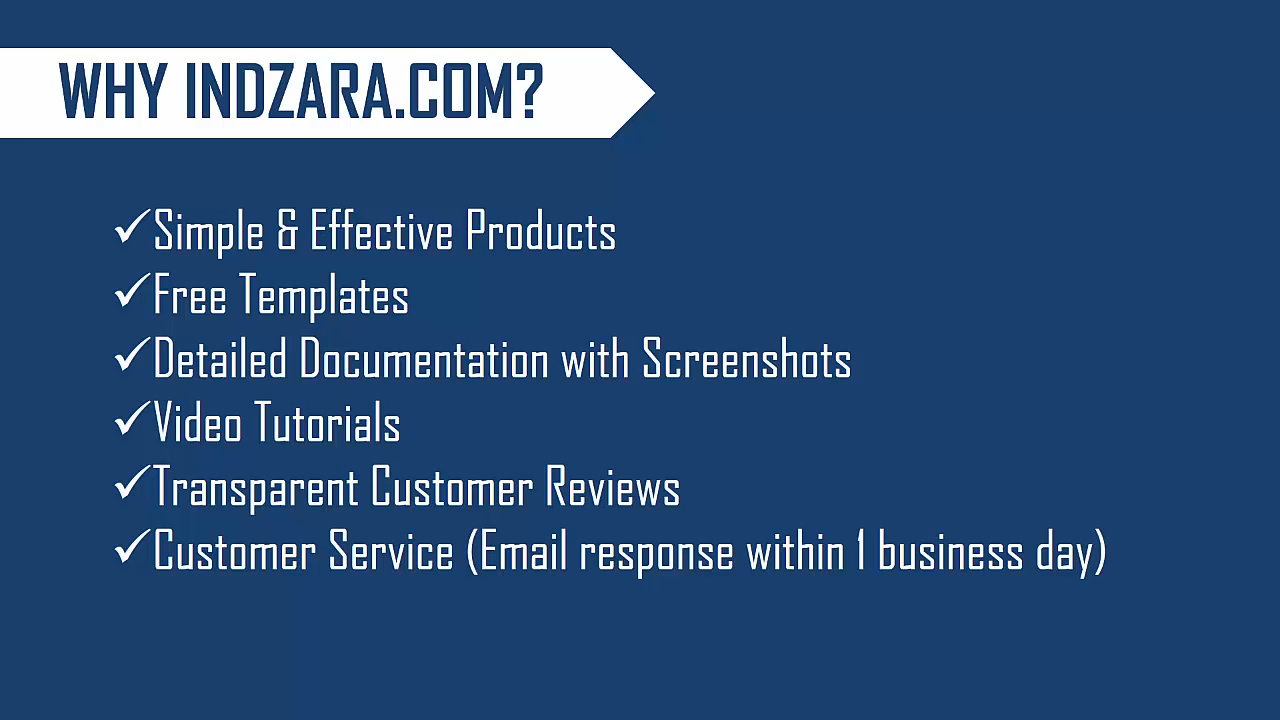 WHY INDZARA.COM?
✓Simple & Effective Products
✓Free Templates
✓Detailed Documentation with Screenshots
✓Video Tutorials
✓Transparent Customer Reviews
✓Customer Service (Email response within 1 business day)